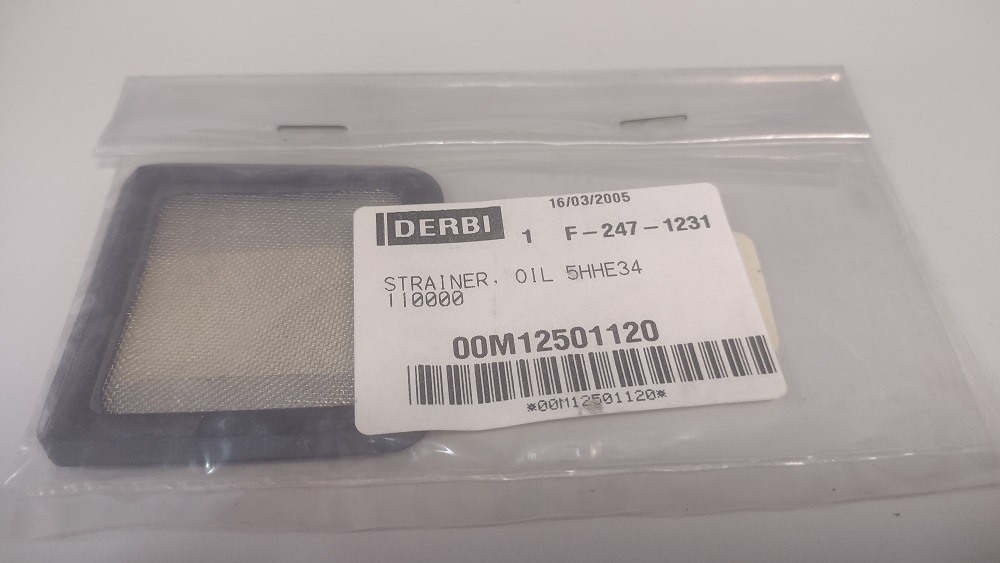 16/03/2005
DERBI 1 F-247-1231
STRAINER, OIL 5HHE34
110000
00M12501120
*00M12501120*